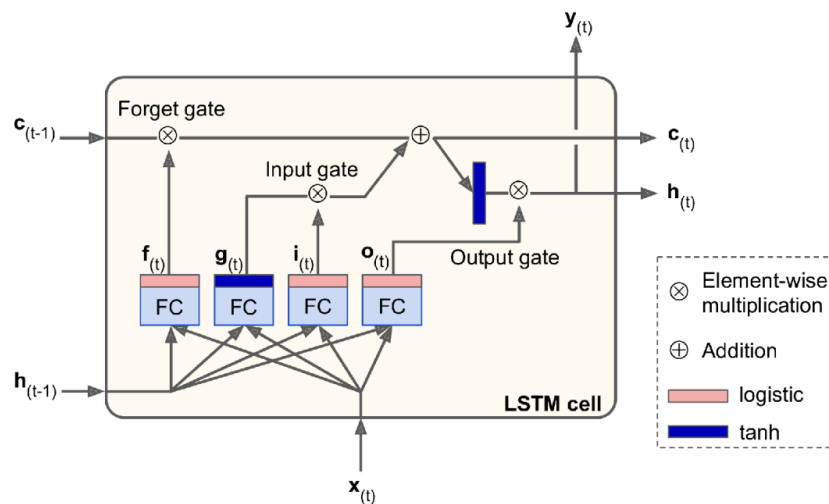 y(t)
Forget gate
c(t-1)
c(t)
Input gate
h(t)
f(t) g(t) i(t) o(t)
Output gate
FC FC FC FC
h(t-1)
LSTM cell
x(t)
Element-wise
multiplication
Addition
logistic
tanh